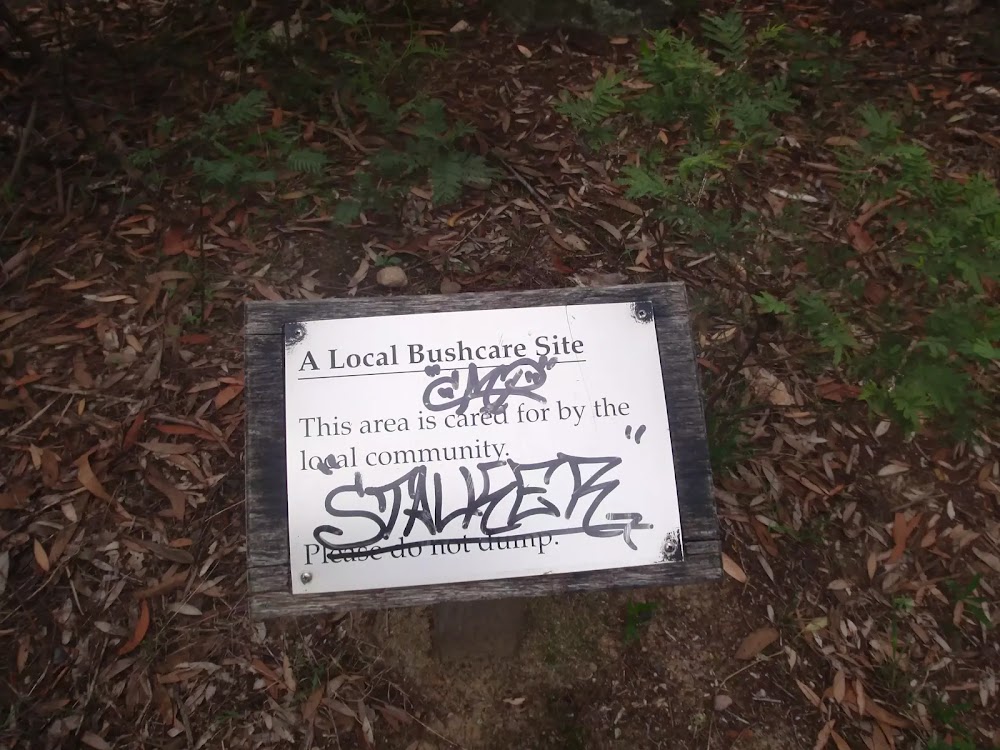 A Local Bushcare Site
This area is cared for by the
local community.
"STALKER"
Please do not dump.